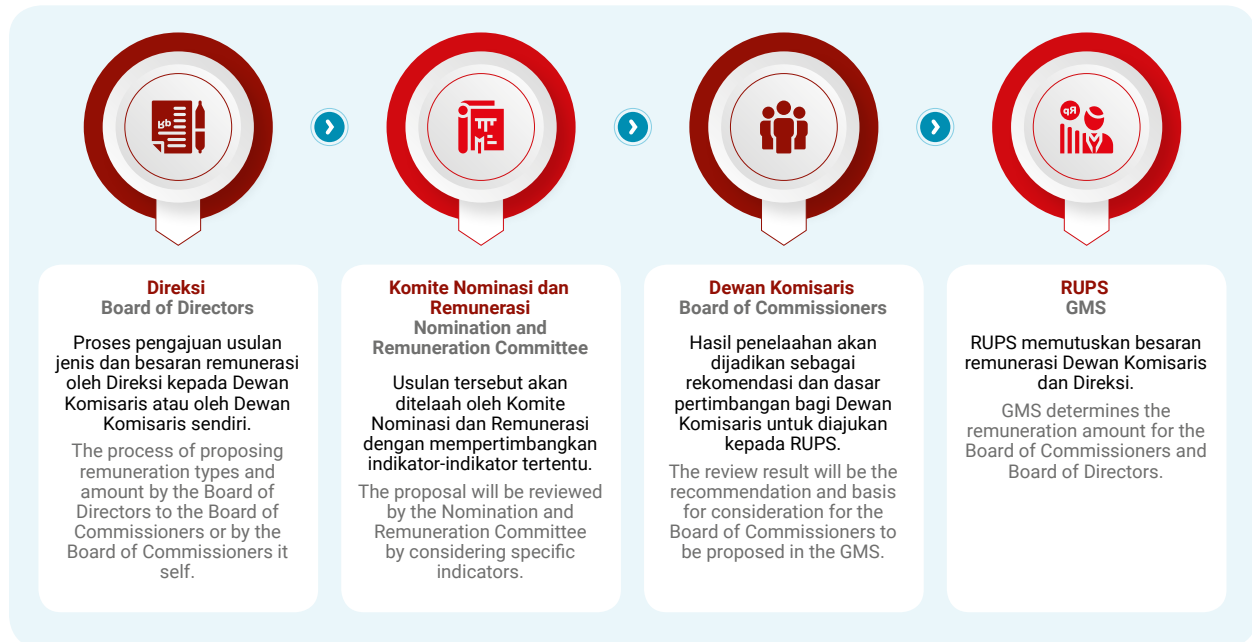 Direksi
Board of Directors
Proses pengajuan usulan
jenis dan besaran remunerasi
oleh Direksi kepada Dewan
Komisaris atau oleh Dewan
Komisaris sendiri.
The process of proposing
remuneration types and
amount by the Board of
Directors to the Board of
Commissioners or by the
Board of Commissioners it
self.
Komite Nominasi dan
Remunerasi
Nomination and
Remuneration Committee
Usulan tersebut akan
ditelaah oleh Komite
Nominasi dan Remunerasi
dengan mempertimbangkan
indikator-indikator tertentu.
The proposal will be reviewed
by the Nomination and
Remuneration Committee
by considering specific
indicators.
Dewan Komisaris
Board of Commissioners
Hasil penelaahan akan
dijadikan sebagai
rekomendasi dan dasar
pertimbangan bagi Dewan
Komisaris untuk diajukan
kepada RUPS.
The review result will be the
recommendation and basis
for consideration for the
Board of Commissioners to
be proposed in the GMS.
RUPS
GMS
RUPS memutuskan besaran
remunerasi Dewan Komisaris
dan Direksi.
GMS determines the
remuneration amount for the
Board of Commissioners and
Board of Directors.